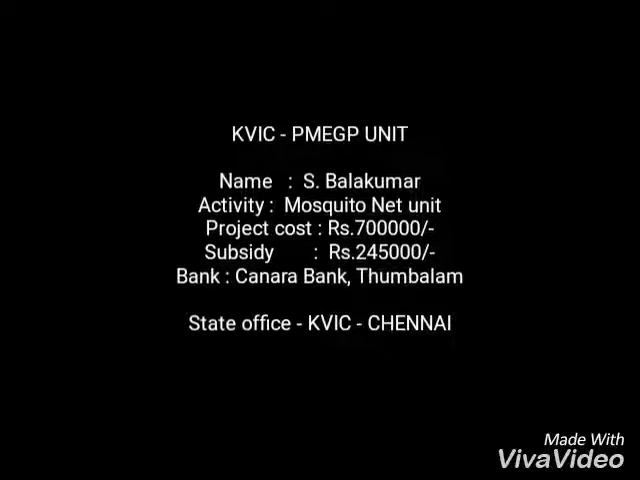 KVIC - PMEGP UNIT
Name : S. Balakumar
Activity : Mosquito Net unit
Project cost : Rs.700000/-
Subsidy : Rs.245000/-
Bank : Canara Bank, Thumbalam
State office - KVIC - CHENNAI
Made With
VivaVideo